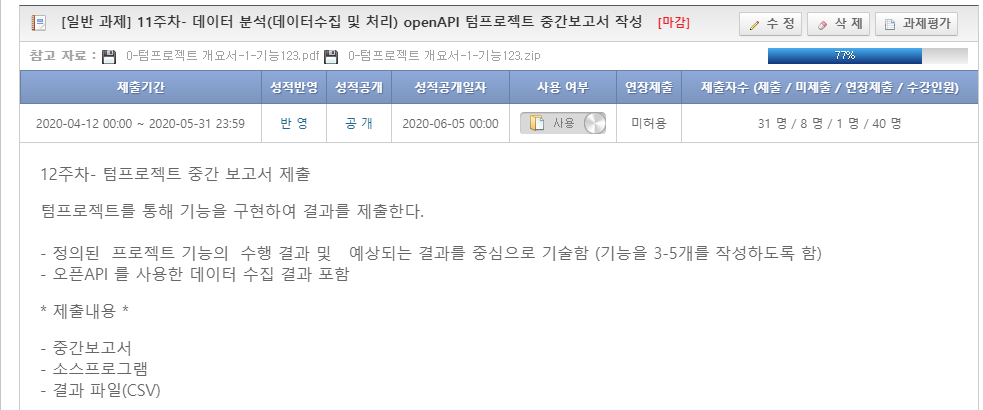 [일반 과제] 11주차- 데이터 분석(데이터수집 및 처리) openAPI 텀프로젝트 중간보고서 작성 [마감] 수 정 삭 제 과제평가
참고 자료 : 0-텀프로젝트 개요서-1-기능123.pdf 0-텀프로젝트 개요서-1-기능123.zip 77%
제출기간 성적반영 성적공개 성적공개일자 사용 여부 연장제출 제출자수 (제출 / 미제출 / 연장제출 / 수강인원)
2020-04-12 00:00 ~ 2020-05-31 23:59 반 영 공 개 2020-06-05 00:00 사용 미허용 31 명 / 8 명 / 1 명 / 40 명
12주차- 텀프로젝트 중간 보고서 제출
텀프로젝트를 통해 기능을 구현하여 결과를 제출한다.
- 정의된 프로젝트 기능의 수행 결과 및 예상되는 결과를 중심으로 기술함 (기능을 3-5개를 작성하도록 함)
- 오픈API 를 사용한 데이터 수집 결과 포함
* 제출내용 *
- 중간보고서
- 소스프로그램
- 결과 파일(CSV)